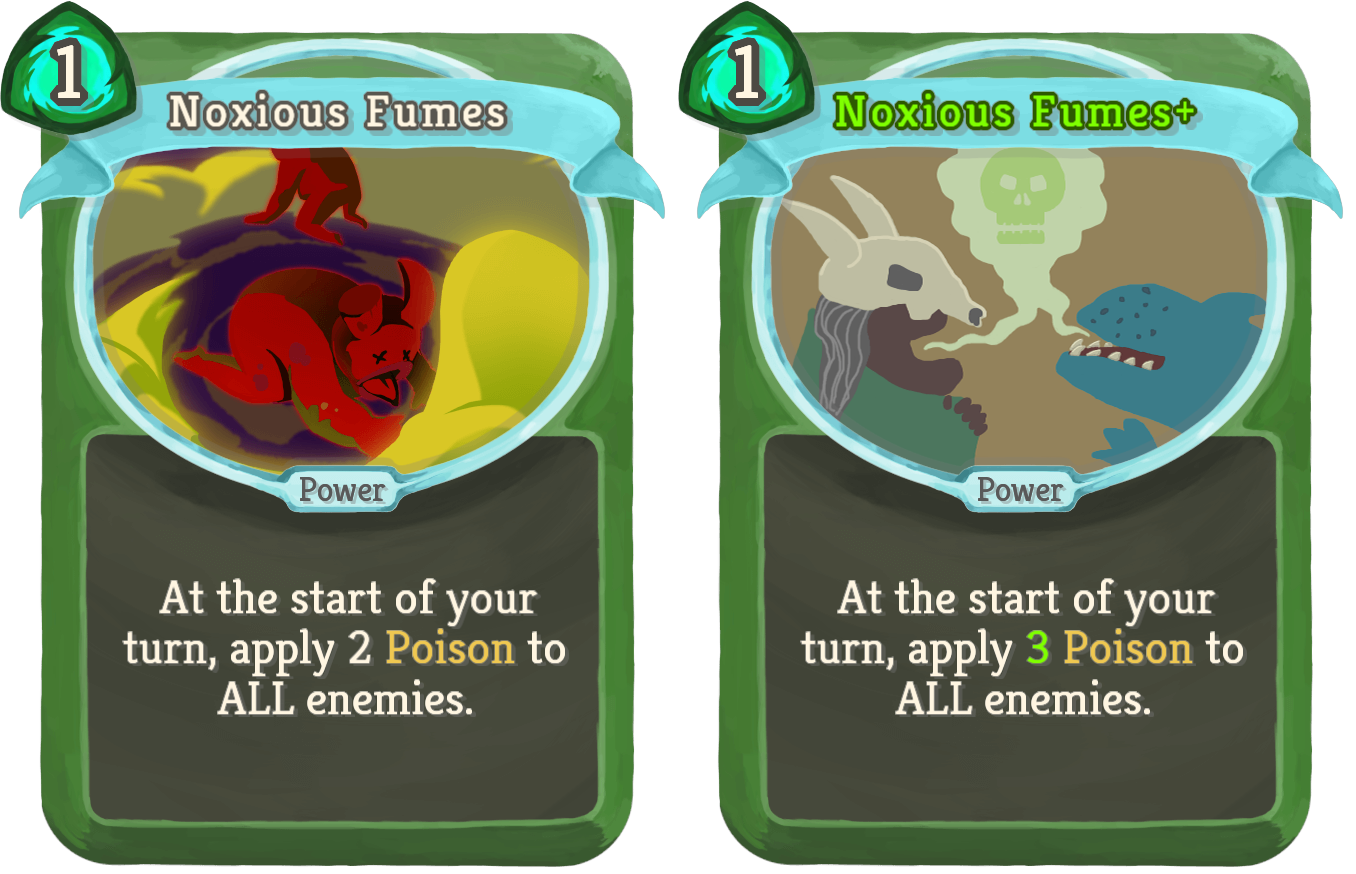 1
Noxious Fumes
Power
At the start of your
turn, apply 2 Poison to
ALL enemies.
1
Noxious Fumes+
Power
At the start of your
turn, apply 3 Poison to
ALL enemies.